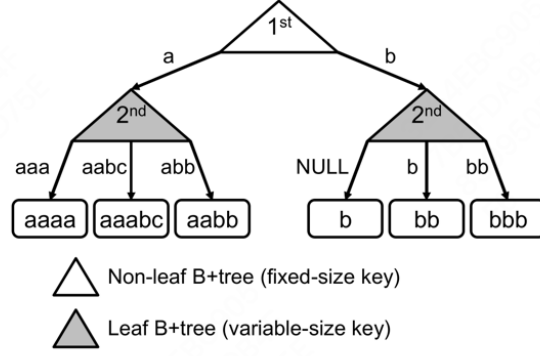 1st
a
b
2nd
2nd
aaa
aabc
abb
NULL
b
bb
aaaa
aaabc
aabb
b
bb
bbb
Non-leaf B+tree (fixed-size key)
Leaf B+tree (variable-size key)